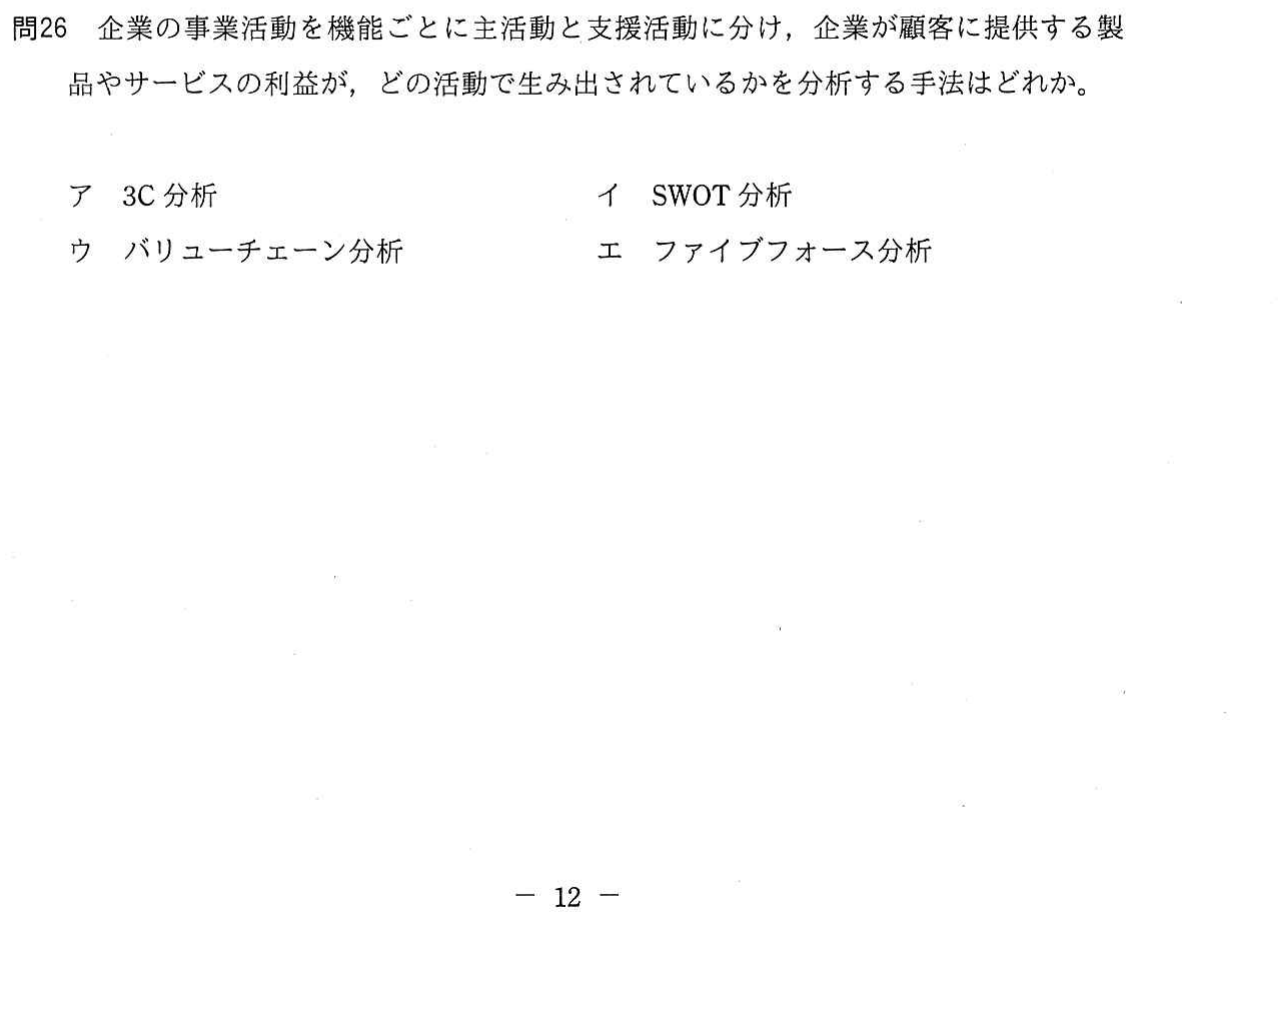 問26 企業の事業活動を機能ごとに主活動と支援活動に分け，企業が顧客に提供する製
品やサービスの利益が，どの活動で生み出されているかを分析する手法はどれか。
ア 3C 分析 イ SWOT 分析
ウ バリューチェーン分析 エ ファイブフォース分析
－ 12 －